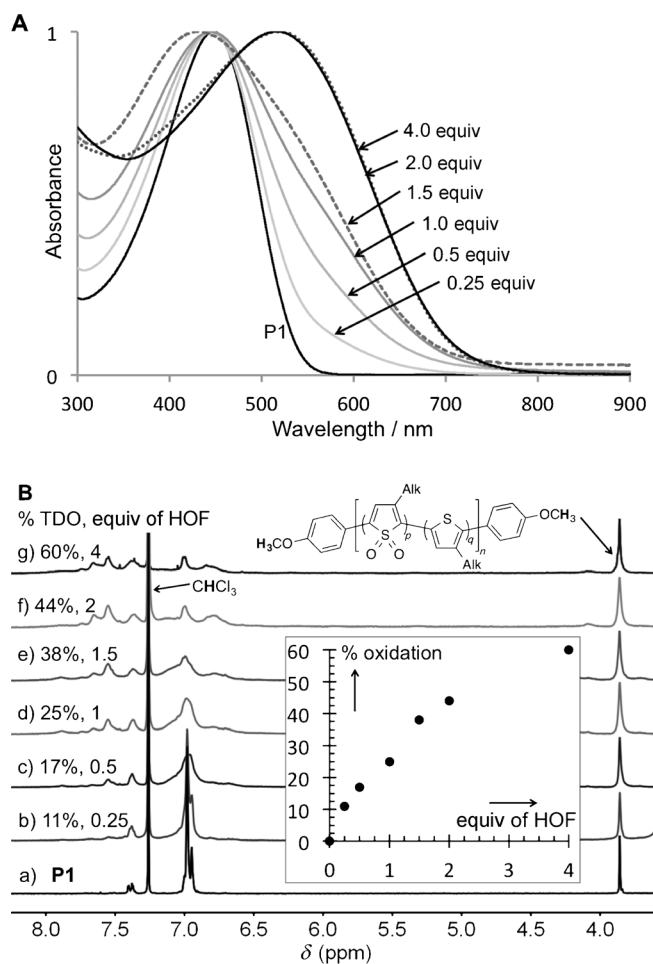 A
1
Absorbance
0
4.0 equiv
2.0 equiv
1.5 equiv
1.0 equiv
0.5 equiv
0.25 equiv
P1
300 400 500 600 700 800 900
Wavelength / nm
B
% TDO, equiv of HOF
g) 60%, 4
f) 44%, 2
e) 38%, 1.5
d) 25%, 1
c) 17%, 0.5
b) 11%, 0.25
a) P1
CHCl3
H3CO
Alk
S
O O
p
S
Alk
q
n
OCH3
60
50
40
30
20
10
0
% oxidation
equiv of HOF
0 1 2 3 4
8.0 7.5 7.0 6.5 6.0 5.5 5.0 4.5 4.0
δ (ppm)